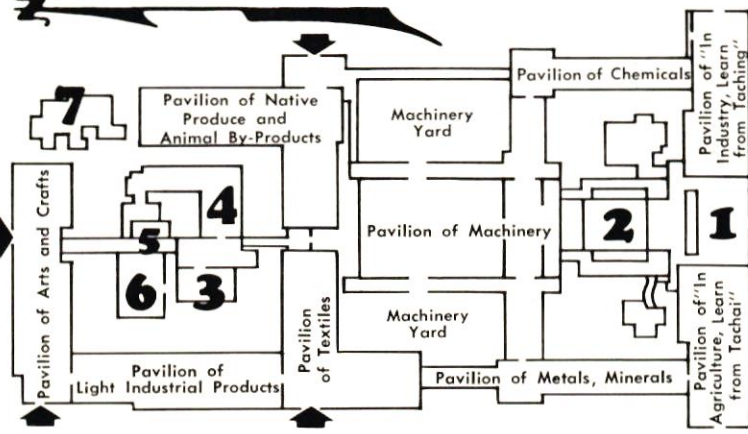 7
Pavilion of Native
Produce and
Animal By-Products
Machinery
Yard
Pavilion of Chemicals
Pavilion of "In
Industry, Learn
from Taching"
Pavilion of Arts and Crafts
4
5
6
3
Pavilion of Machinery
2
1
Pavilion of
Light Industrial Products
Pavilion
of Textiles
Machinery
Yard
Pavilion of Metals, Minerals
Pavilion of "In
Agriculture, Learn
from Tachai"